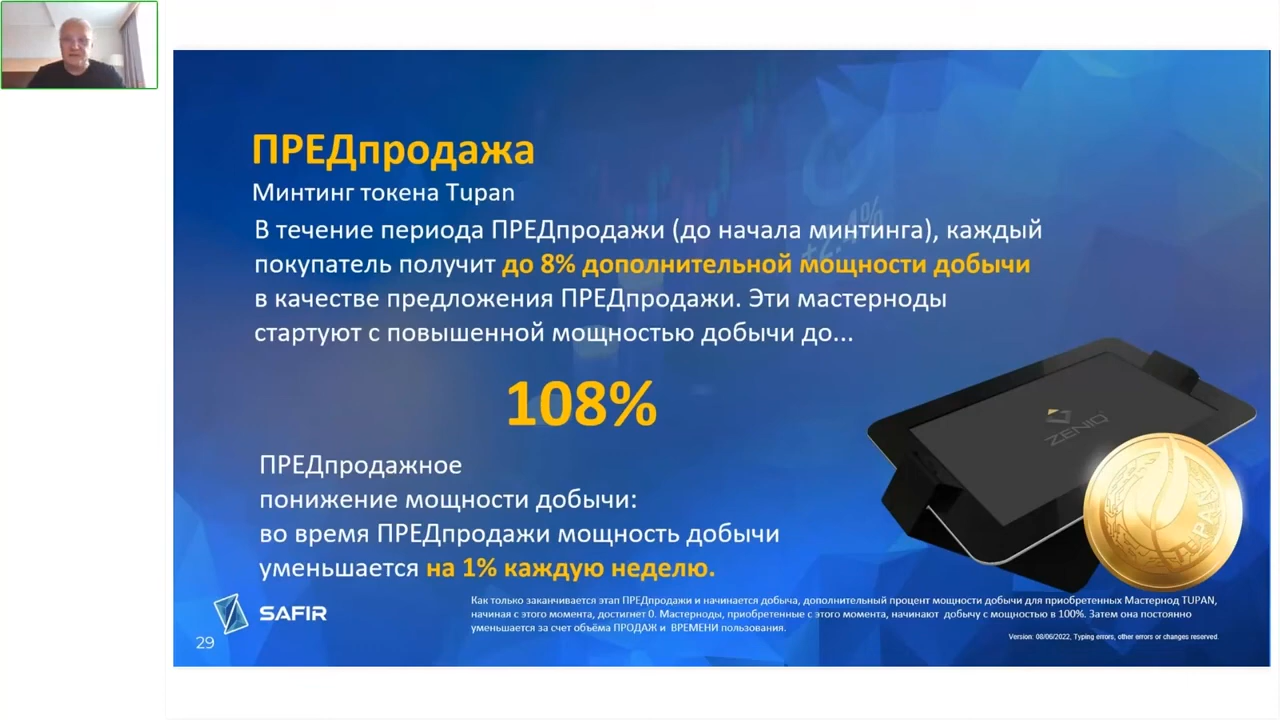 ПРЕДпродажа
Минтинг токена Tupan
В течение периода ПРЕДпродажи (до начала минтинга), каждый
покупатель получит до 8% дополнительной мощности добычи
в качестве предложения ПРЕДпродажи. Эти мастерноды
стартуют с повышенной мощностью добычи до...
108%
ПРЕДпродажное
понижение мощности добычи:
во время ПРЕДпродажи мощность добычи
уменьшается на 1% каждую неделю.
+2.4%
ZENIQ
TUPAN
SAFIR
Как только заканчивается этап ПРЕДпродажи и начинается добыча, дополнительный процент мощности добычи для приобретенных Мастернод TUPAN,
начиная с этого момента, достигнет 0. Мастерноды, приобретенные с этого момента, начинают добычу с мощностью в 100%. Затем она постоянно
уменьшается за счет объёма ПРОДАЖ и ВРЕМЕНИ пользования.
Version: 08/06/2022, Typing errors, other errors or changes reserved.
29